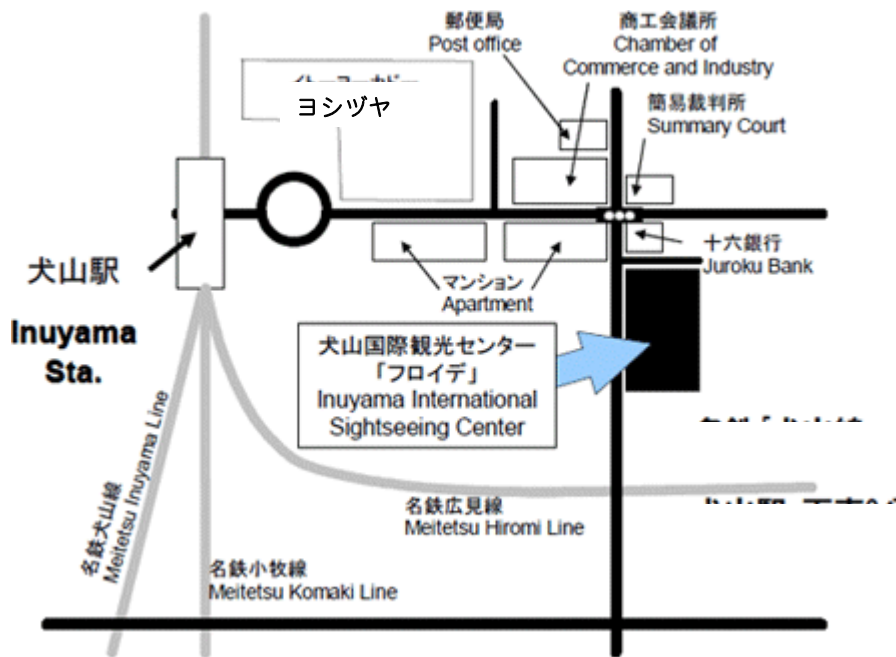 郵便局
Post office
商工会議所
Chamber of
Commerce and Industry
簡易裁判所
Summary Court
ヨシヅヤ
犬山駅
Inuyama
Sta.
マンション
Apartment
十六銀行
Juroku Bank
犬山国際観光センター
「フロイデ」
Inuyama International
Sightseeing Center
名鉄犬山線
Meitetsu Inuyama Line
名鉄広見線
Meitetsu Hiromi Line
名鉄小牧線
Meitetsu Komaki Line